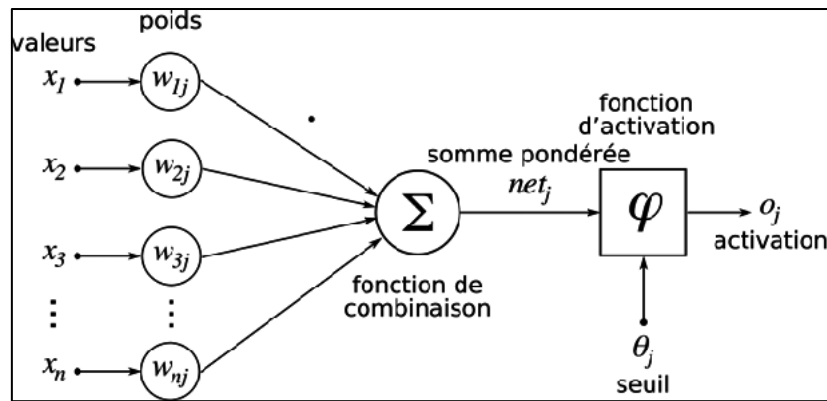 poids
valeurs
x1
w1j
x2
w2j
x3
w3j
⋮
⋮
xn
wnj
Σ
fonction de
combinaison
somme pondérée
netj
fonction
d'activation
φ
oj
activation
θj
seuil